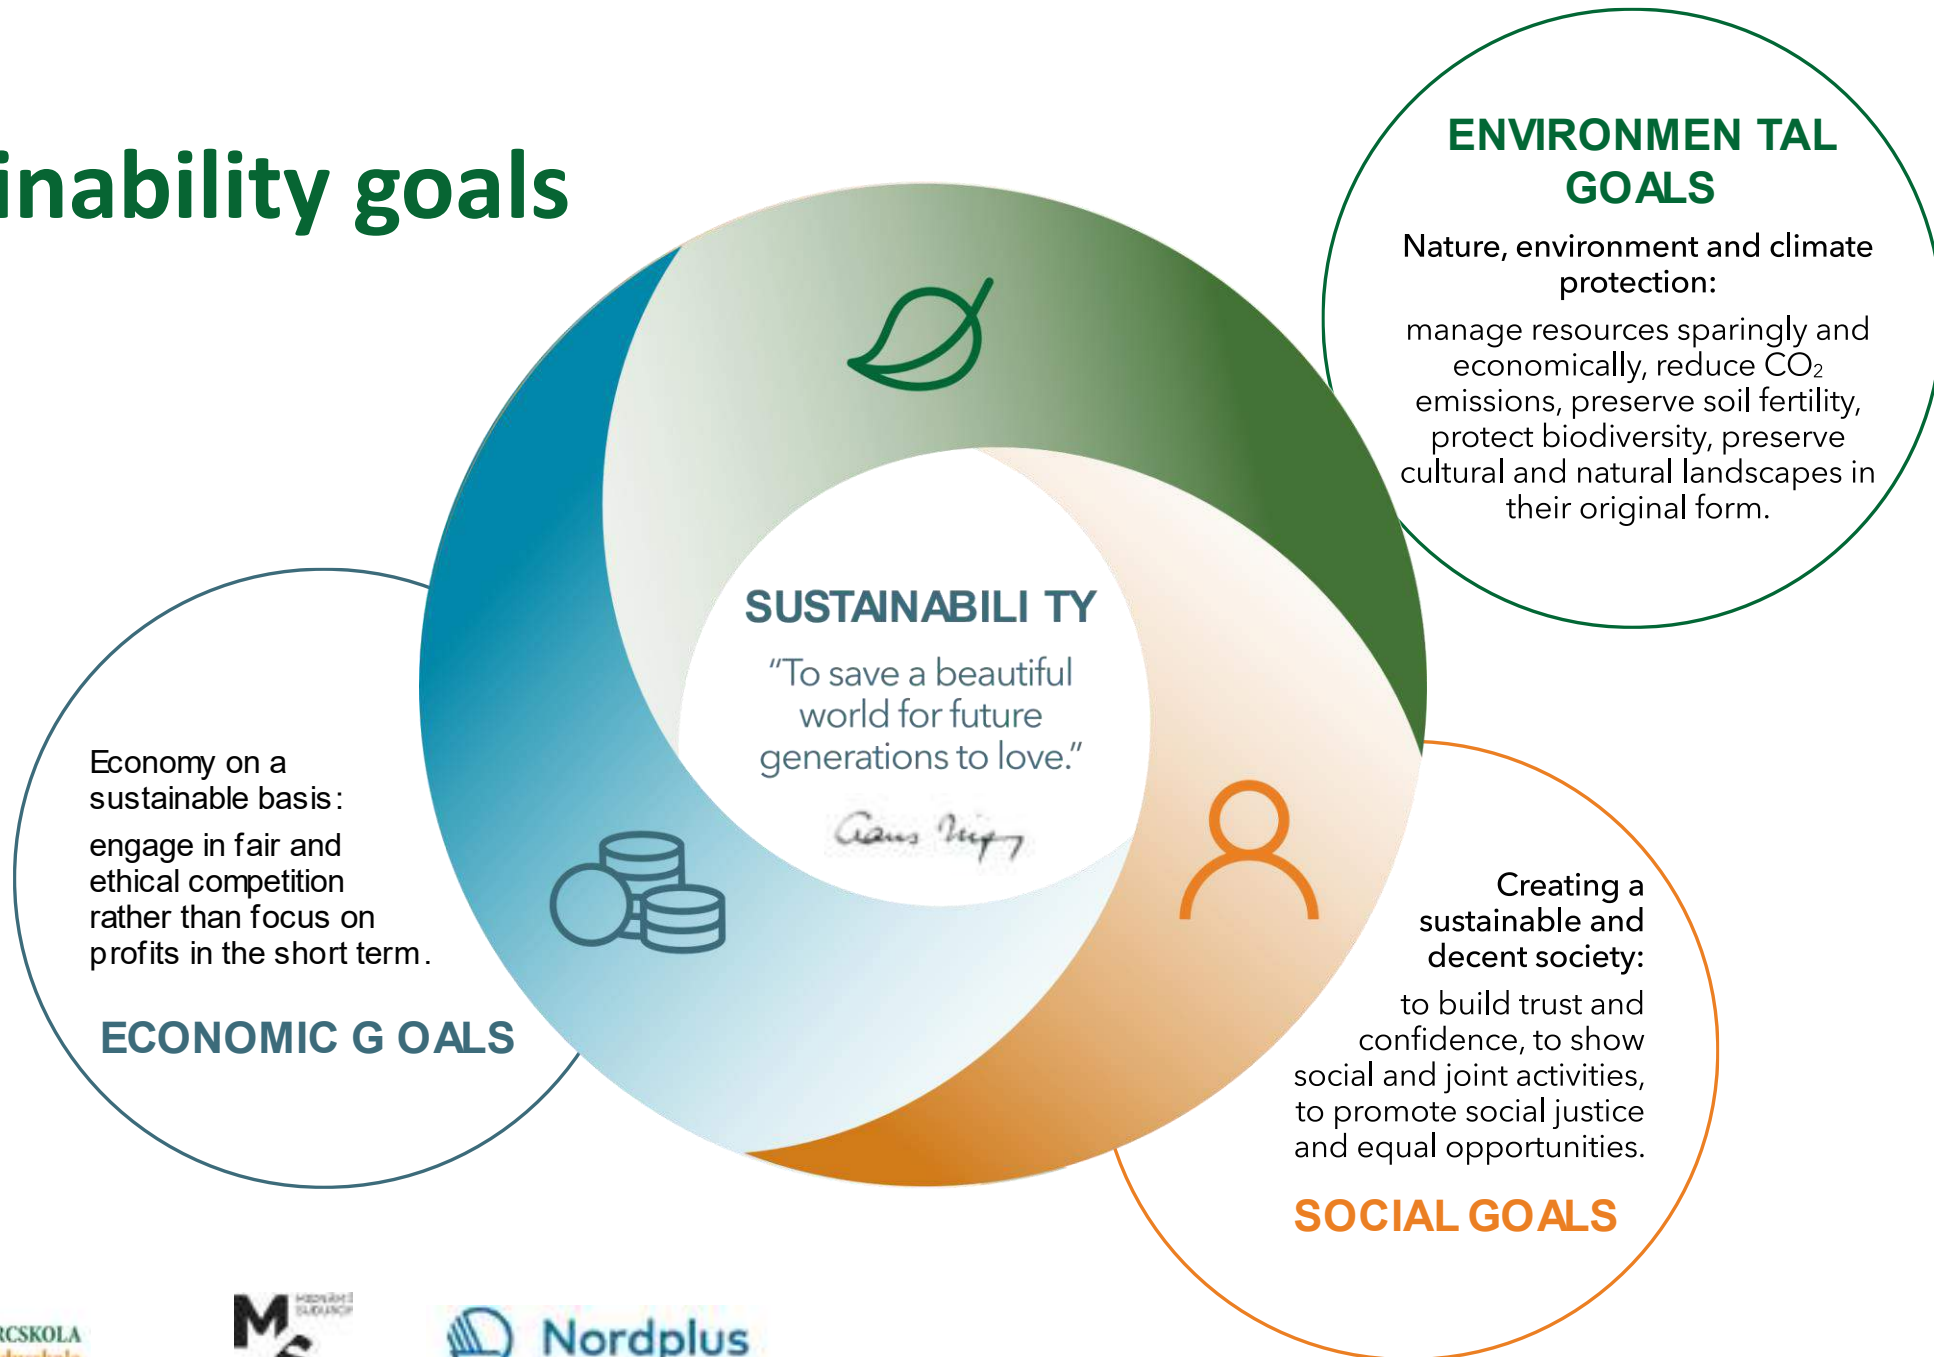 inability goals
ENVIRONMEN TAL
GOALS
Nature, environment and climate
protection:
manage resources sparingly and
economically, reduce CO₂
emissions, preserve soil fertility,
protect biodiversity, preserve
cultural and natural landscapes in
their original form.
SUSTAINABILI TY
“To save a beautiful
world for future
generations to love.”
Economy on a
sustainable basis:
engage in fair and
ethical competition
rather than focus on
profits in the short term.
ECONOMIC G OALS
Creating a
sustainable and
decent society:
to build trust and
confidence, to show
social and joint activities,
to promote social justice
and equal opportunities.
SOCIAL GOALS
RCSKOLA
M
Nordplus